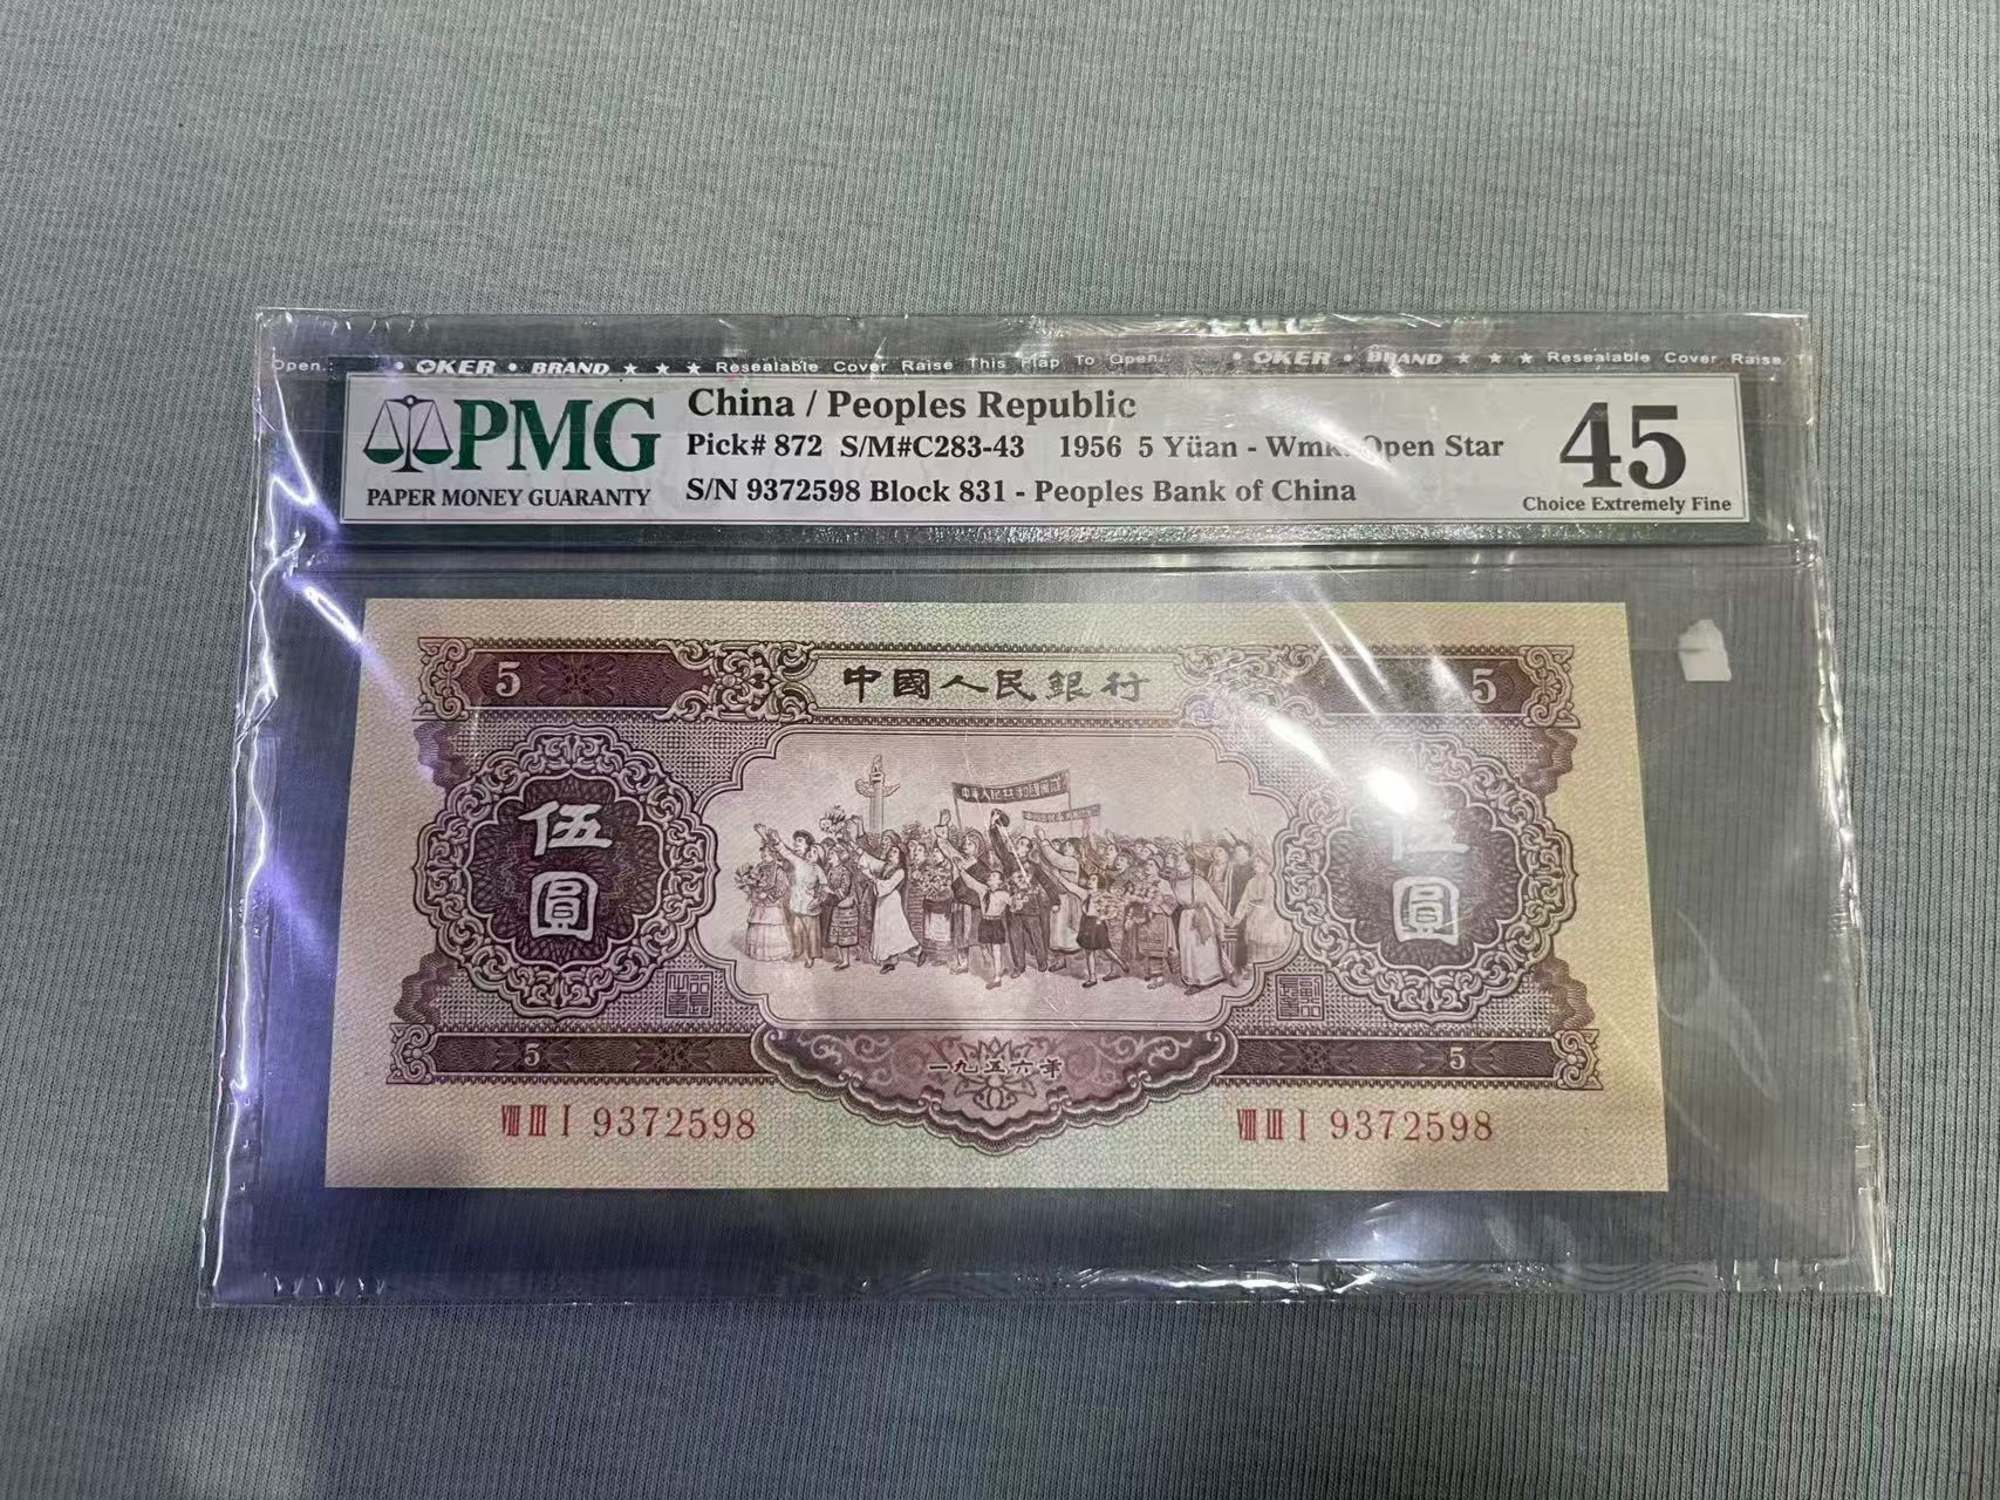 Open.: • OKER • BRAND ★ ★ ★ Resealable Cover Raise This Flap To Open.: • OKER • BRAND ★ ★ ★ Resealable Cover Raise
PMG
PAPER MONEY GUARANTY
China / Peoples Republic
Pick# 872 S/M#C283-43 1956 5 Yüan - Wmk: Open Star
S/N 9372598 Block 831 - Peoples Bank of China
45
Choice Extremely Fine
5 中國人民銀行 5
伍圓
伍圓
5 一九五六年 5
VIII III I 9372598 VIII III I 9372598